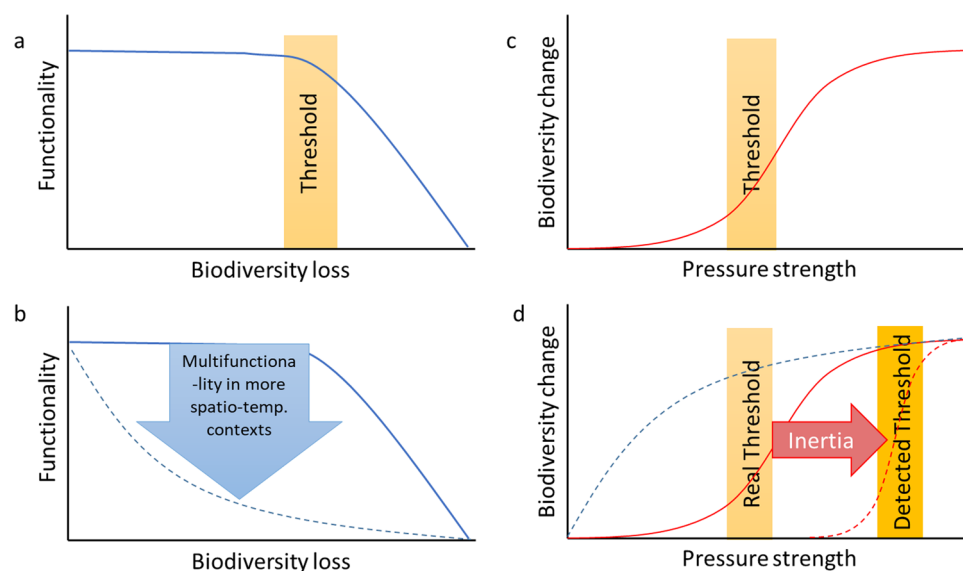 a
Functionality
Threshold
Biodiversity loss
c
Biodiversity change
Threshold
Pressure strength
b
Functionality
Multifunctiona
-lity in more
spatio-temp.
contexts
Biodiversity loss
d
Biodiversity change
Real Threshold
Inertia
Detected Threshold
Pressure strength